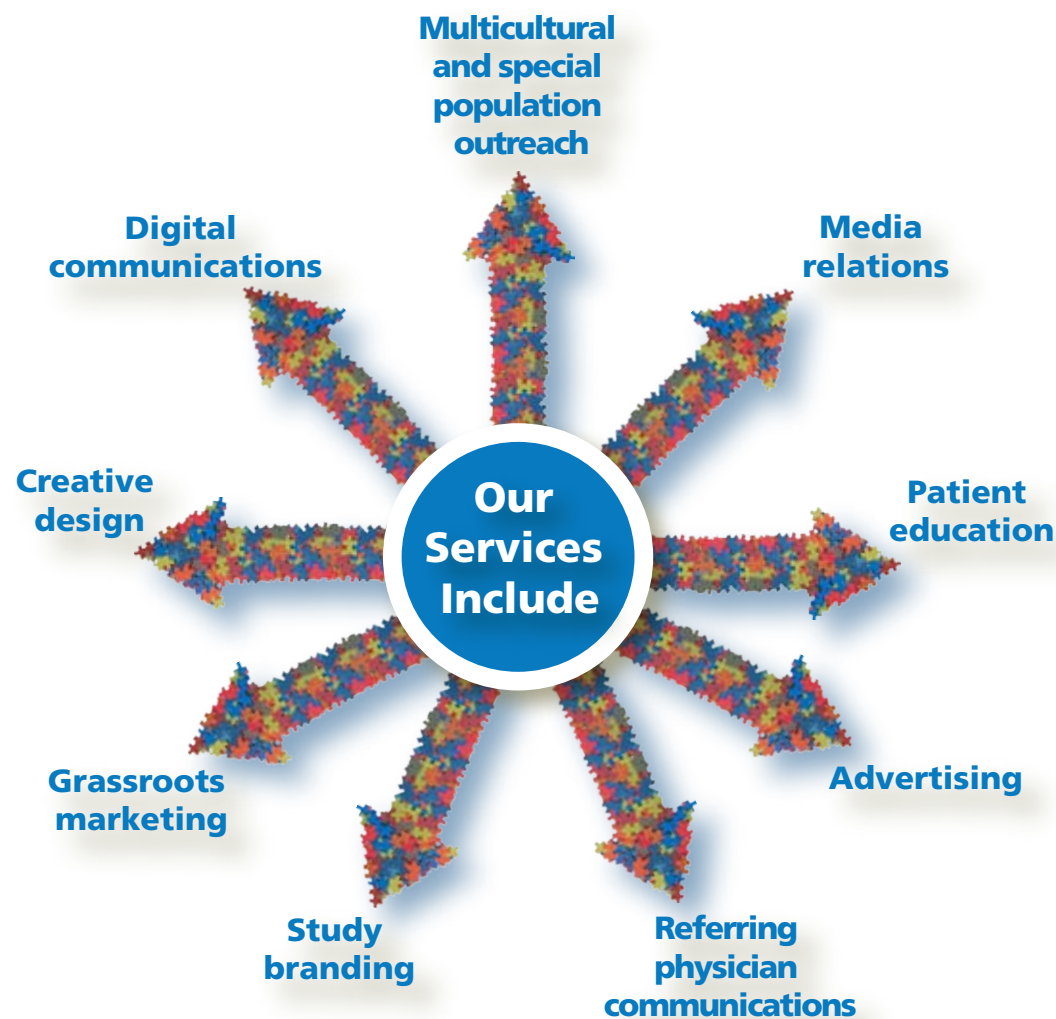 Multicultural
and special
population
outreach
Media
relations
Patient
education
Advertising
Referring
physician
communications
Study
branding
Grassroots
marketing
Creative
design
Digital
communications
Our
Services
Include